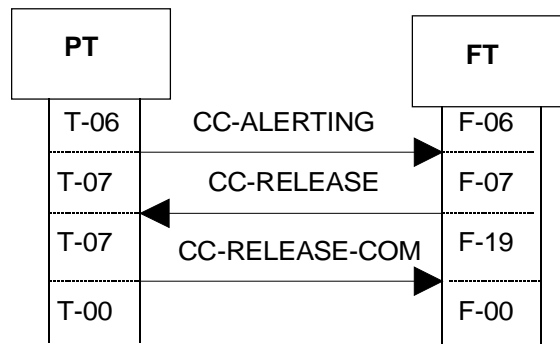 PT
FT
T-06 CC-ALERTING F-06
T-07 CC-RELEASE F-07
T-07 CC-RELEASE-COM F-19
T-00 F-00